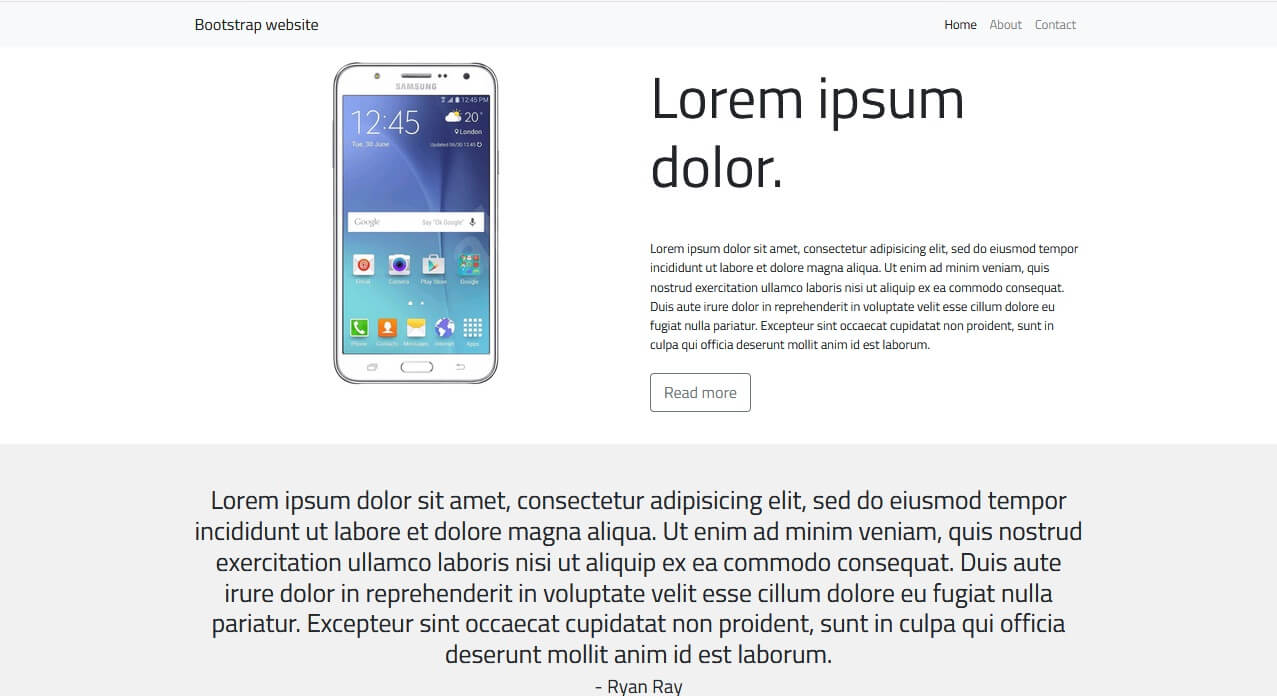 Bootstrap website
Home About Contact
SAMSUNG
12:45 PM
12:45
20°
London
Tue, 30 June
Updated 06/30 12:45
Google
Say "Ok Google"
Email Camera Play Store Google
Phone Contacts Messages Internet Apps
Lorem ipsum
dolor.
Lorem ipsum dolor sit amet, consectetur adipisicing elit, sed do eiusmod tempor
incididunt ut labore et dolore magna aliqua. Ut enim ad minim veniam, quis
nostrud exercitation ullamco laboris nisi ut aliquip ex ea commodo consequat.
Duis aute irure dolor in reprehenderit in voluptate velit esse cillum dolore eu
fugiat nulla pariatur. Excepteur sint occaecat cupidatat non proident, sunt in
culpa qui officia deserunt mollit anim id est laborum.
Read more
Lorem ipsum dolor sit amet, consectetur adipisicing elit, sed do eiusmod tempor
incididunt ut labore et dolore magna aliqua. Ut enim ad minim veniam, quis nostrud
exercitation ullamco laboris nisi ut aliquip ex ea commodo consequat. Duis aute
irure dolor in reprehenderit in voluptate velit esse cillum dolore eu fugiat nulla
pariatur. Excepteur sint occaecat cupidatat non proident, sunt in culpa qui officia
deserunt mollit anim id est laborum.
- Ryan Ray